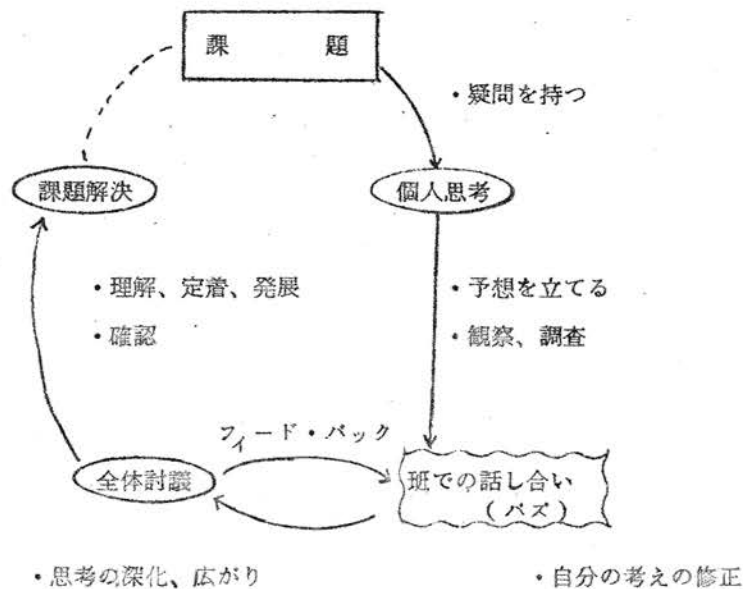 課　　題
・疑問を持つ
課題解決
個人思考
・理解、定着、発展
・確認
・予想を立てる
・観察、調査
フィード・バック
全体討議
班での話し合い
（バズ）
・思考の深化、広がり
・自分の考えの修正